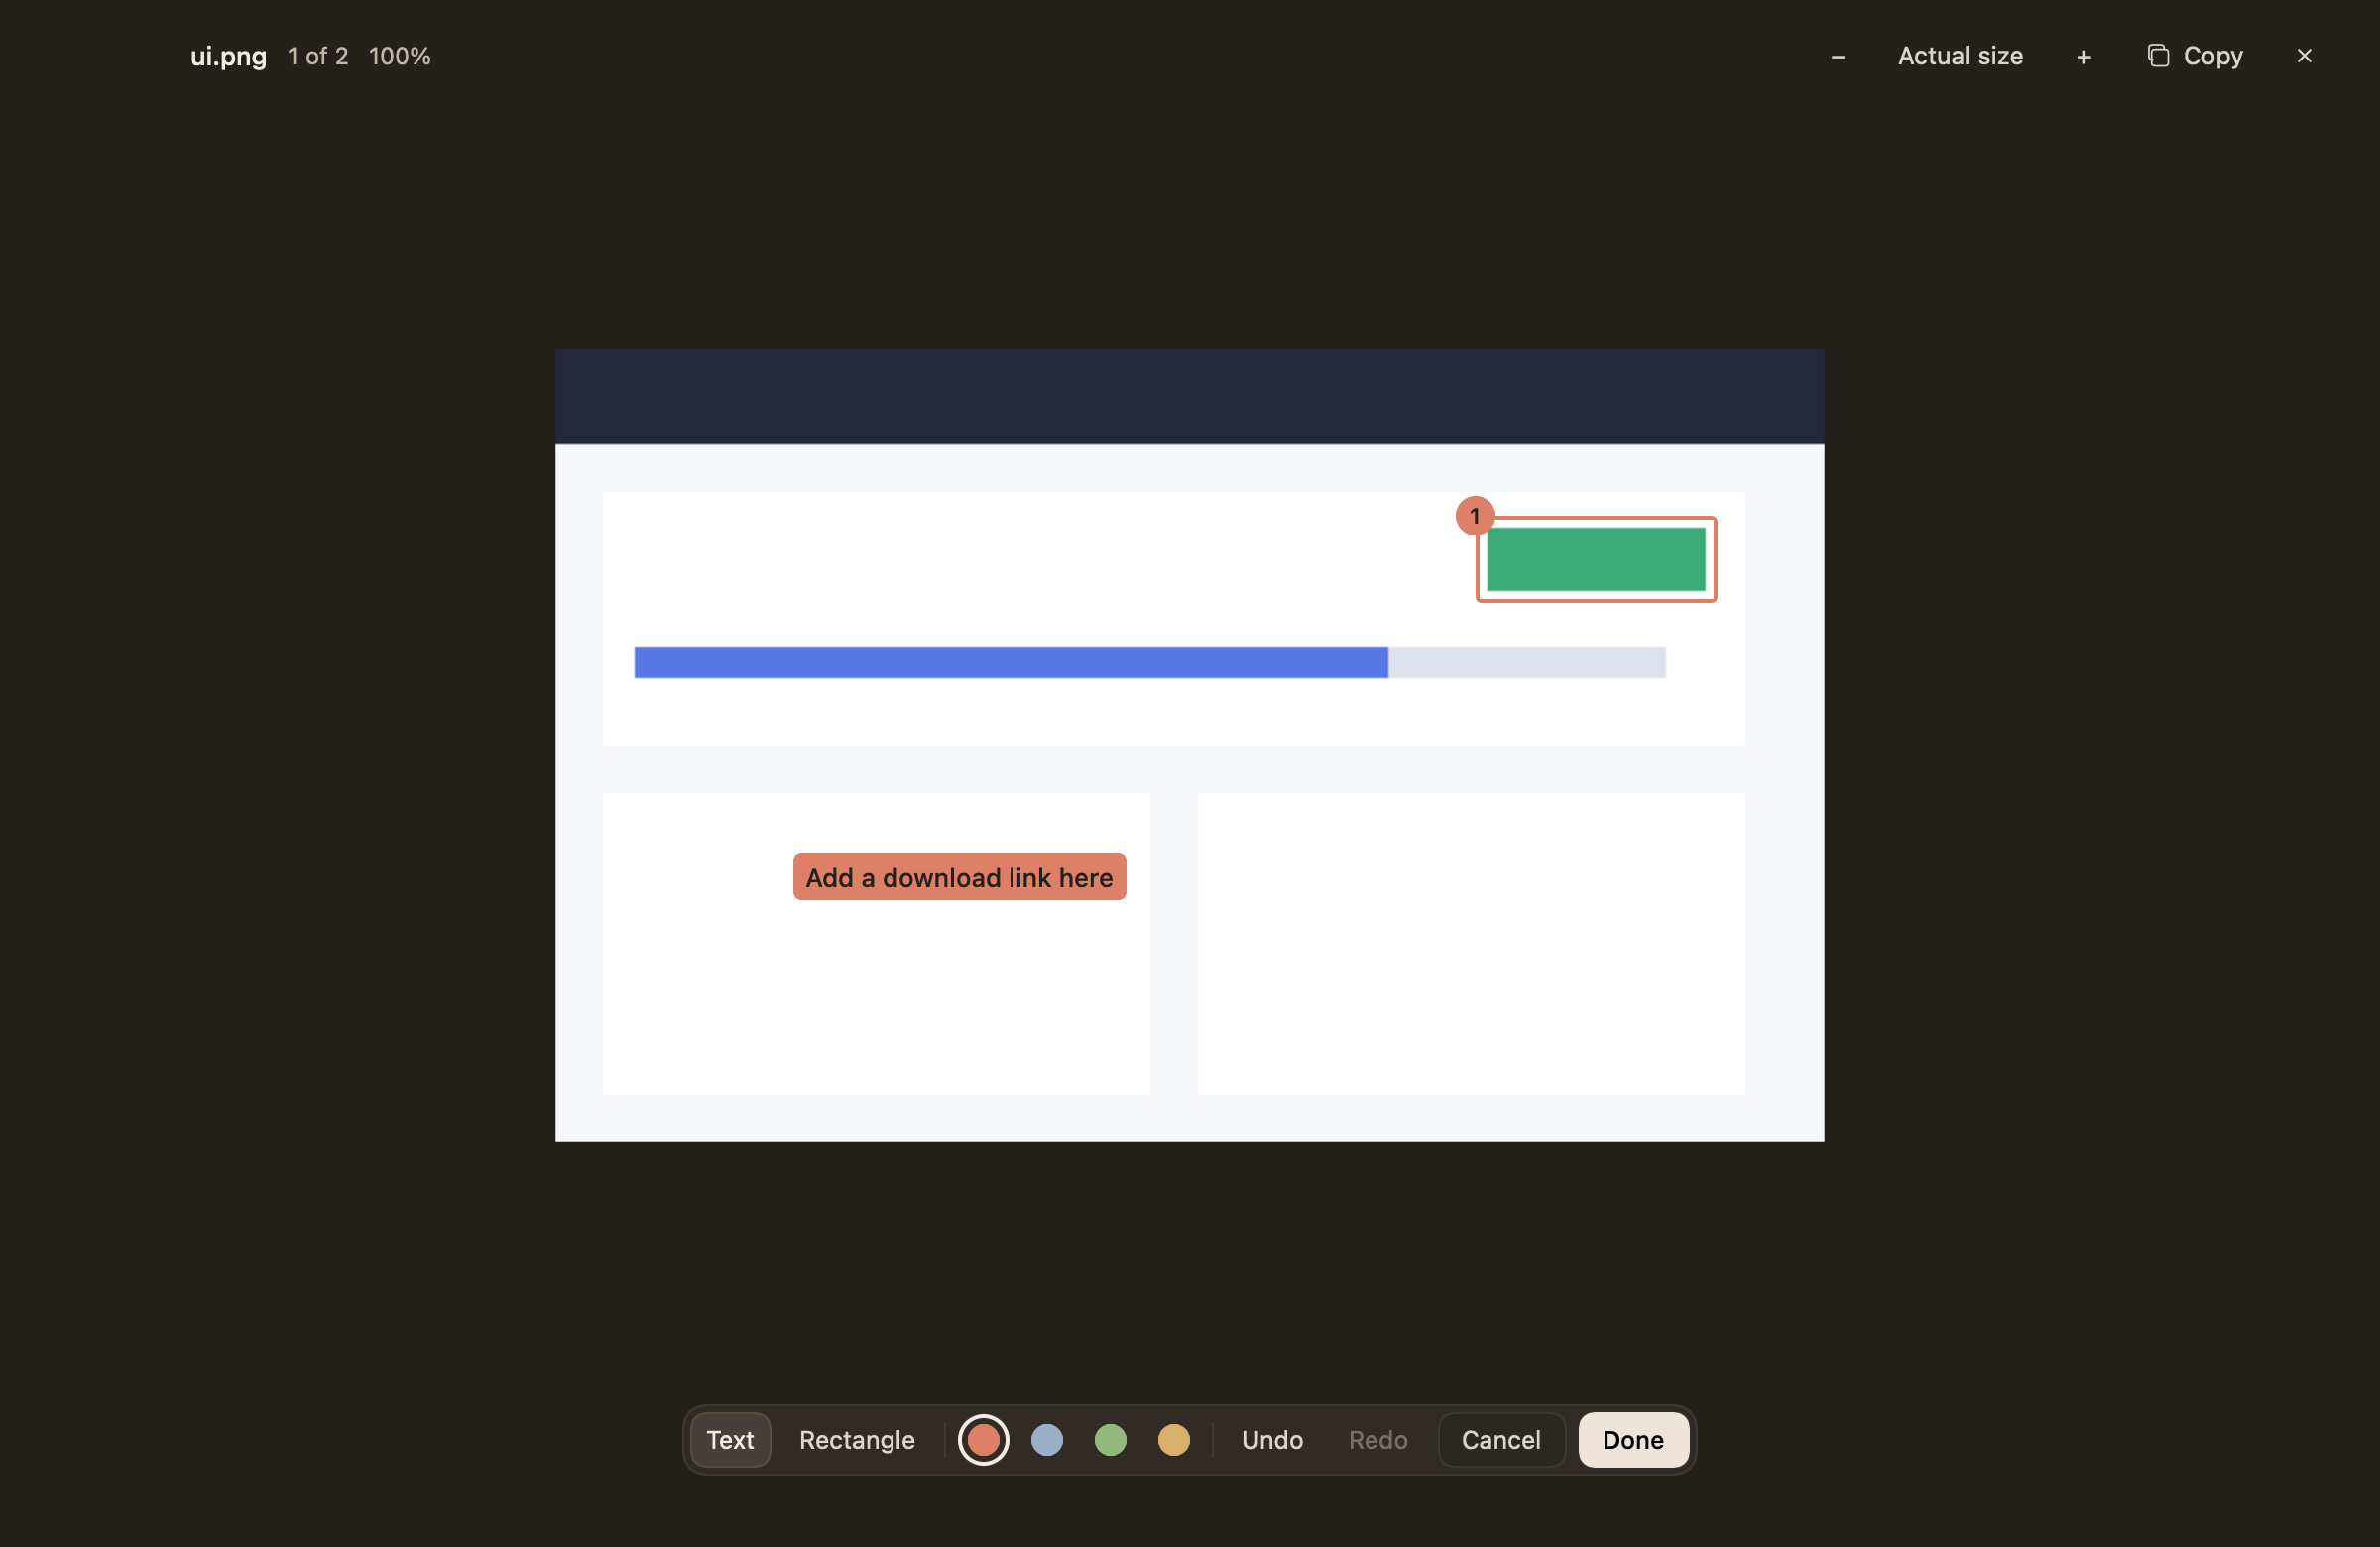 ui.png 1 of 2 100% − Actual size + Copy ×
1
Add a download link here
Text Rectangle Undo Redo Cancel Done